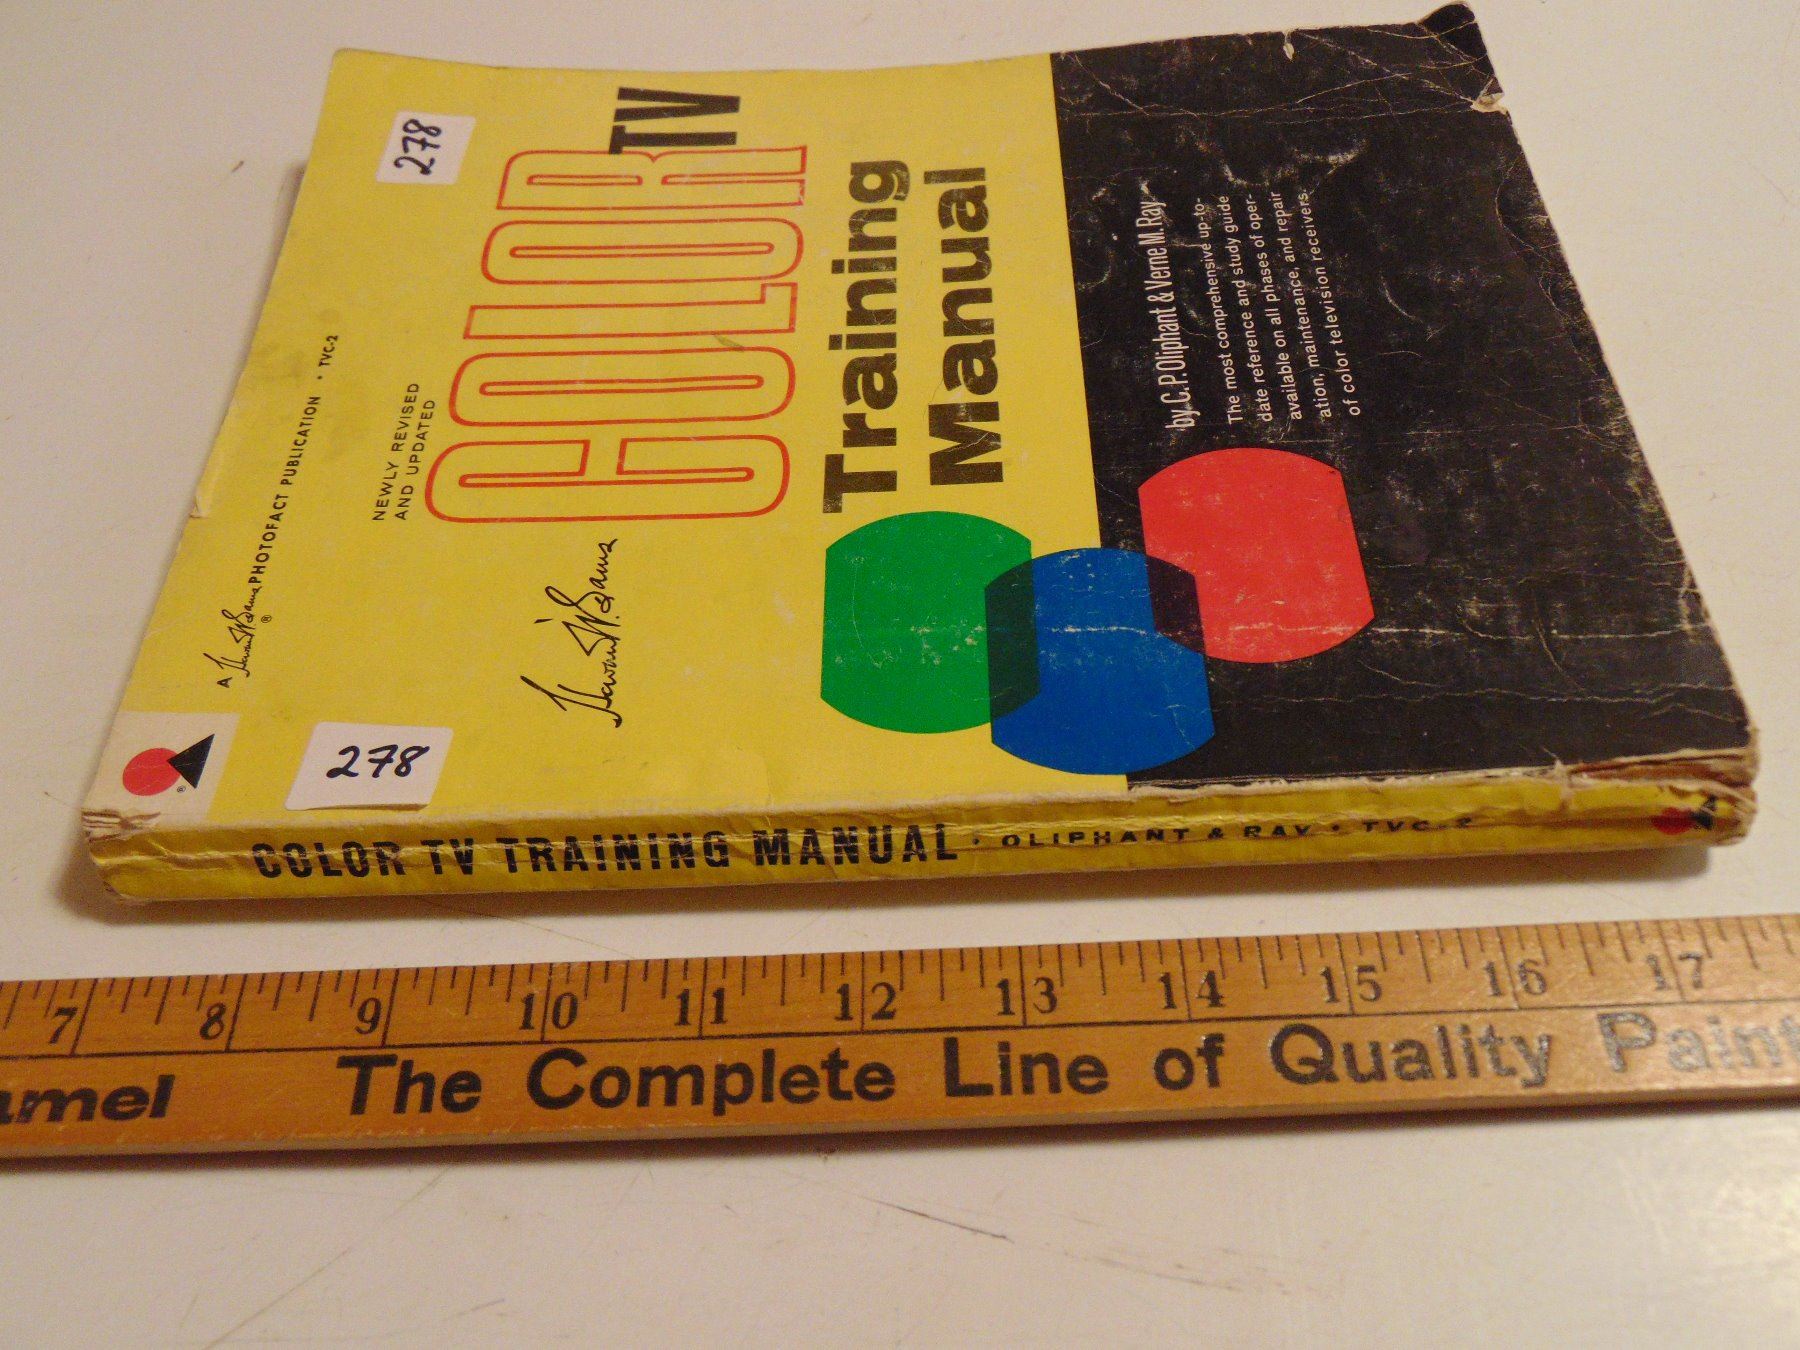 A Howard W. Sams ® PHOTOFACT PUBLICATION • TVC-2
278
NEWLY REVISED
AND UPDATED
COLOR TV
Training
Manual
Howard W. Sams
278
by C. P. Oliphant & Verne M. Ray
The most comprehensive up-to-
date reference and study guide
available on all phases of oper-
ation, maintenance, and repair
of color television receivers.
®
COLOR TV TRAINING MANUAL • OLIPHANT & RAY • TVC-2
7 8 9 10 11 12 13 14 15 16 17
The Complete Line of Quality Paint